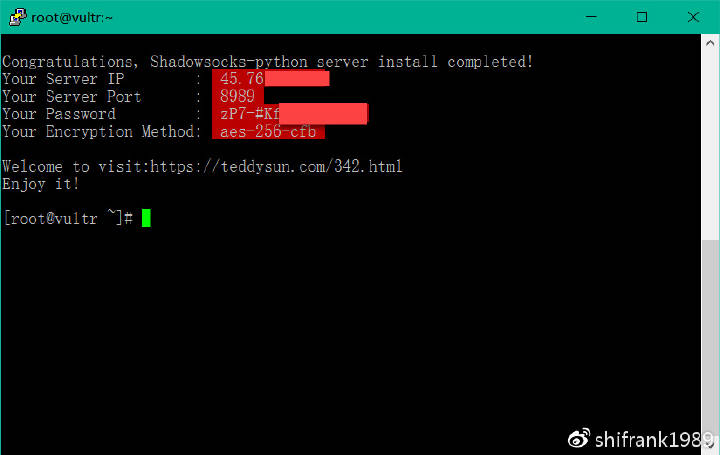 root@vultr:~
Congratulations, Shadowsocks-python server install completed!
Your Server IP : 45.76
Your Server Port : 8989
Your Password : zP7-#Kf
Your Encryption Method: aes-256-cfb
Welcome to visit:https://teddysun.com/342.html
Enjoy it!
[root@vultr ~]#
shifrank1989